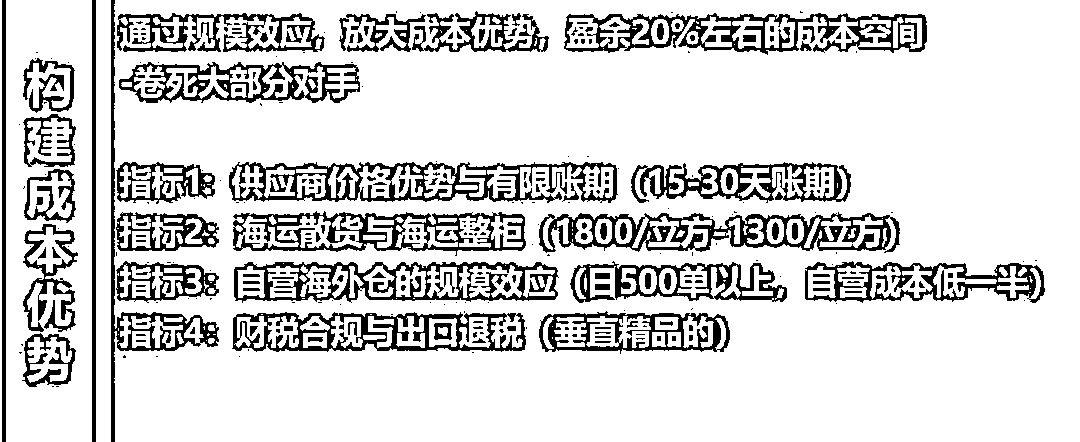 构建成本优势
通过规模效应，放大成本优势，盈余20%左右的成本空间
-卷死大部分对手
指标1：供应商价格优势与有限账期（15-30天账期）
指标2：海运散货与海运整柜（1800/立方-1300/立方）
指标3：自营海外仓的规模效应（日500单以上，自营成本低一半）
指标4：财税合规与出口退税（垂直精品的）